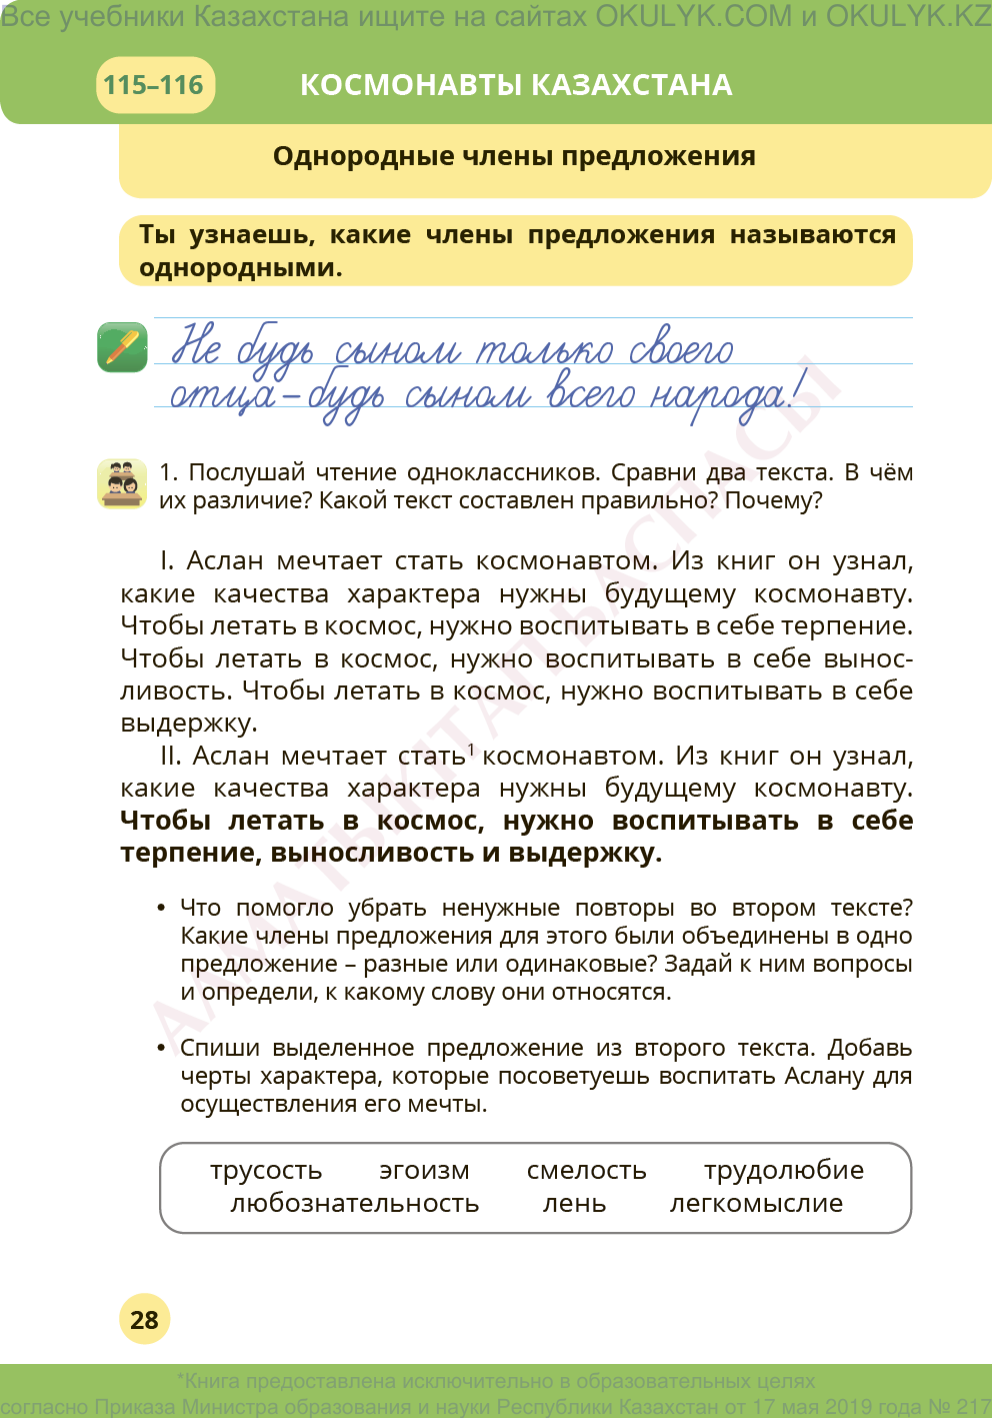 Все учебники Казахстана ищите на сайтах OKULYK.COM и OKULYK.KZ
115–116
КОСМОНАВТЫ КАЗАХСТАНА
Однородные члены предложения
Ты узнаешь, какие члены предложения называются
однородными.
Не будь сыном только своего
отца – будь сыном всего народа!
1. Послушай чтение одноклассников. Сравни два текста. В чём
их различие? Какой текст составлен правильно? Почему?
I. Аслан мечтает стать космонавтом. Из книг он узнал,
какие качества характера нужны будущему космонавту.
Чтобы летать в космос, нужно воспитывать в себе терпение.
Чтобы летать в космос, нужно воспитывать в себе вынос-
ливость. Чтобы летать в космос, нужно воспитывать в себе
выдержку.
II. Аслан мечтает стать¹ космонавтом. Из книг он узнал,
какие качества характера нужны будущему космонавту.
Чтобы летать в космос, нужно воспитывать в себе
терпение, выносливость и выдержку.
• Что помогло убрать ненужные повторы во втором тексте?
Какие члены предложения для этого были объединены в одно
предложение – разные или одинаковые? Задай к ним вопросы
и определи, к какому слову они относятся.
• Спиши выделенное предложение из второго текста. Добавь
черты характера, которые посоветуешь воспитать Аслану для
осуществления его мечты.
трусость эгоизм смелость трудолюбие
любознательность лень легкомыслие
28
*Книга предоставлена исключительно в образовательных целях
согласно Приказа Министра образования и науки Республики Казахстан от 17 мая 2019 года № 217